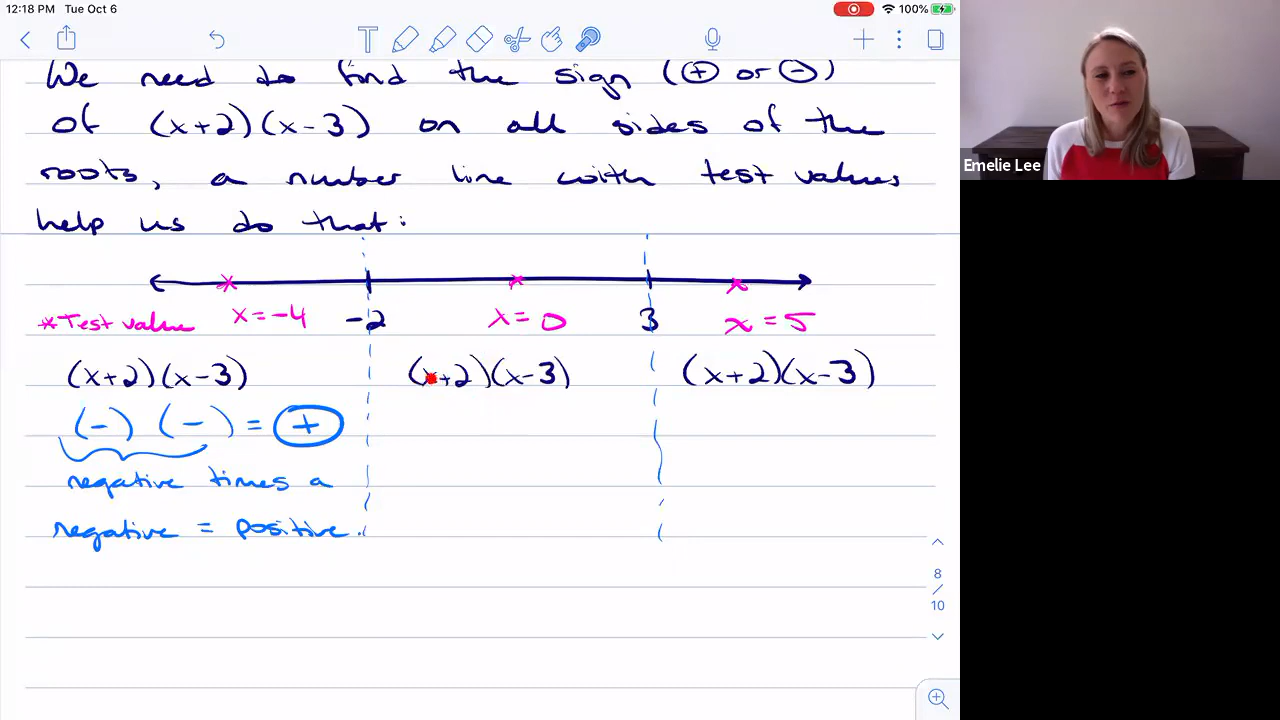 12:18 PM Tue Oct 6
100%
We need do find the sign (+ or -)
of (x+2)(x-3) on all sides of the
roots, a number line with test values
help us do that:
*Test value x=-4 -2 x=0 3 x=5
(x+2)(x-3) (x+2)(x-3) (x+2)(x-3)
(-) (-) = +
negative times a
negative = positive.
8
/
10
Emelie Lee